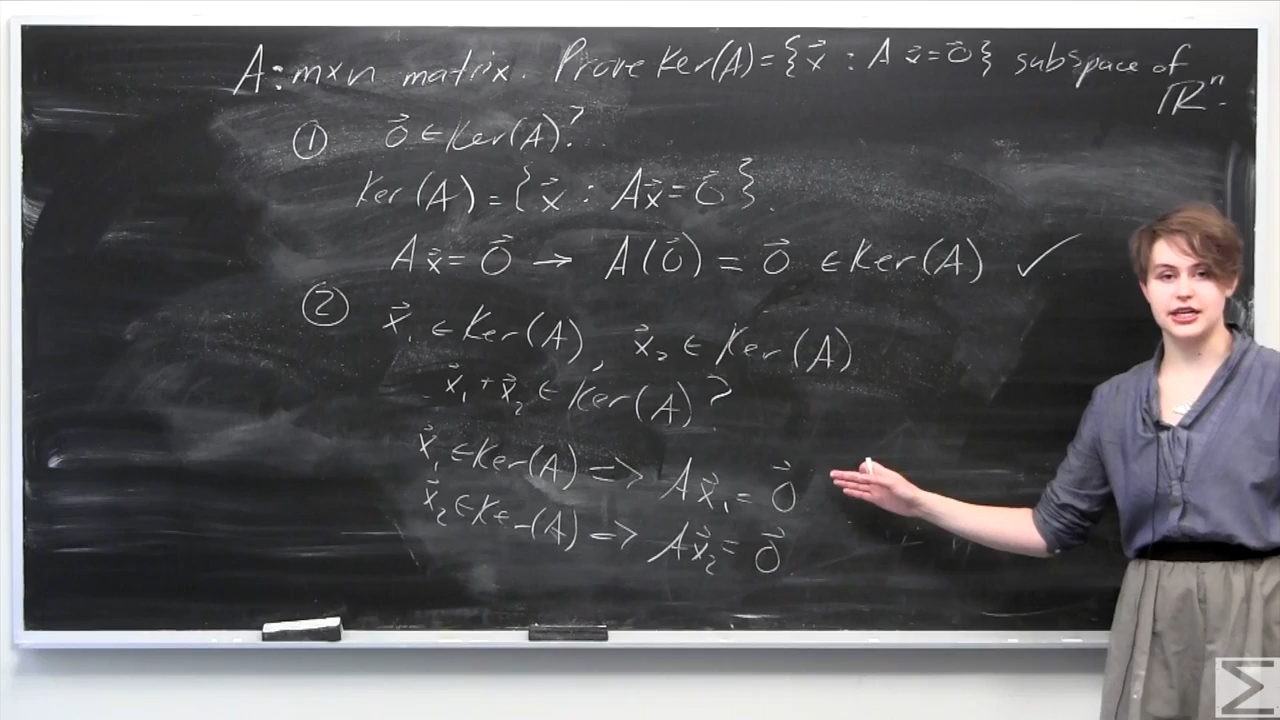 A: m×n matrix. Prove Ker(A) = {x⃗ : A x⃗ = 0⃗} subspace of
ℝⁿ.
① 0⃗ ∈ Ker(A)?
Ker(A) = {x⃗ : Ax⃗ = 0⃗}.
Ax⃗ = 0⃗ → A(0⃗) = 0⃗ ∈ Ker(A) ✓
② x⃗₁ ∈ Ker(A), x⃗₂ ∈ Ker(A)
x⃗₁ + x⃗₂ ∈ Ker(A)?
x⃗₁ ∈ Ker(A) => Ax⃗₁ = 0⃗
x⃗₂ ∈ Ker(A) => Ax⃗₂ = 0⃗
Σ